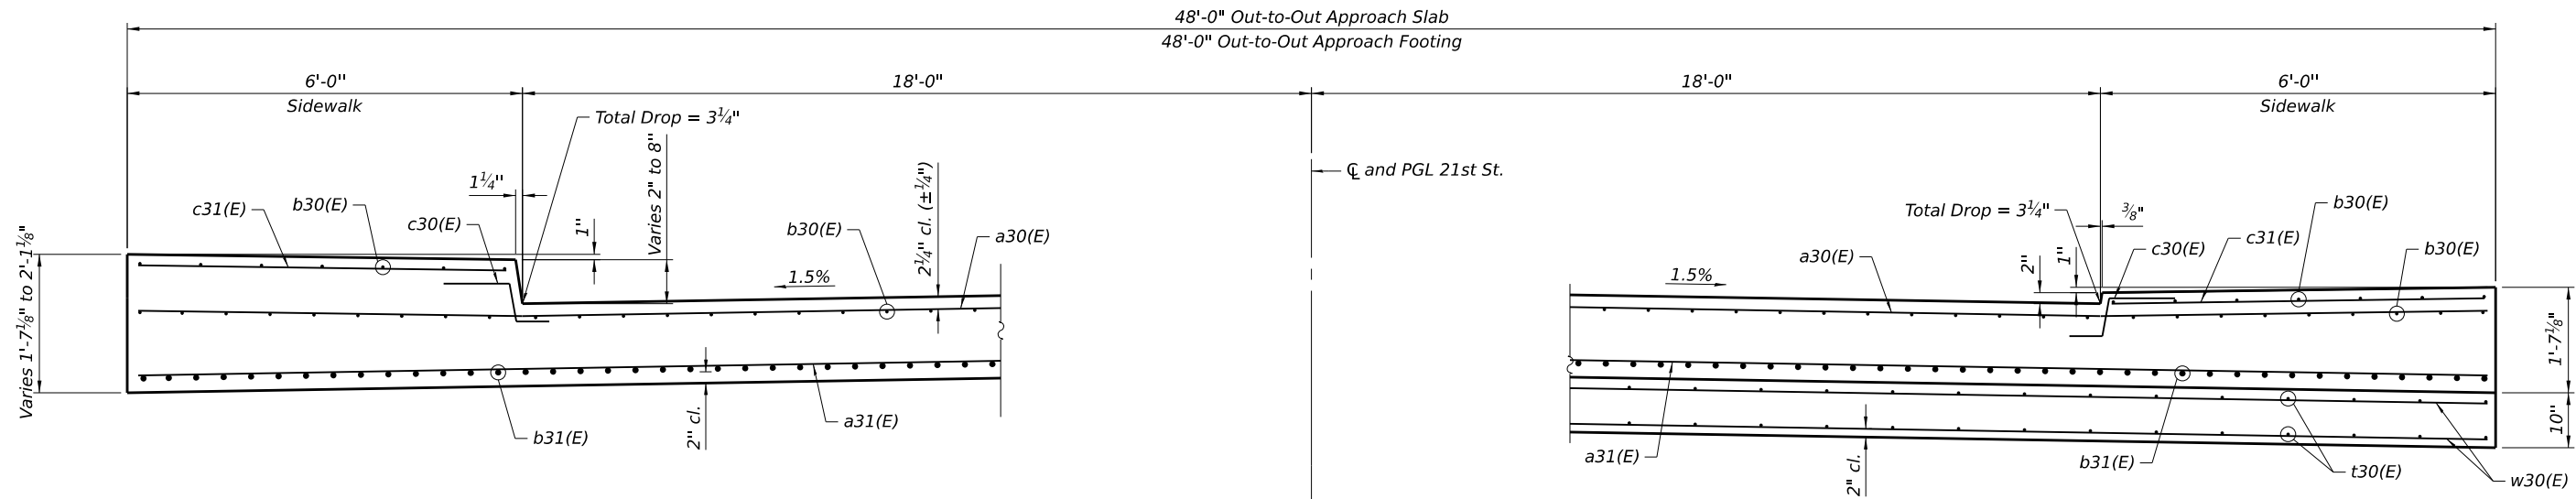 48'-0" Out-to-Out Approach Slab
48'-0" Out-to-Out Approach Footing
6'-0"
18'-0"
18'-0"
6'-0"
Sidewalk
Sidewalk
Total Drop = 3¼"
Varies 2" to 8"
1¼"
2¼" cl. (±¼")
℄ and PGL 21st St.
c31(E)
b30(E)
c30(E)
1"
b30(E)
a30(E)
1.5%
Varies 1'-7⅞" to 2'-1⅛"
2" cl.
a31(E)
b31(E)
Total Drop = 3¼"
⅜"
b30(E)
c31(E)
c30(E)
b30(E)
a30(E)
2"
1"
1.5%
1'-7⅞"
10"
a31(E)
2" cl.
b31(E)
t30(E)
w30(E)